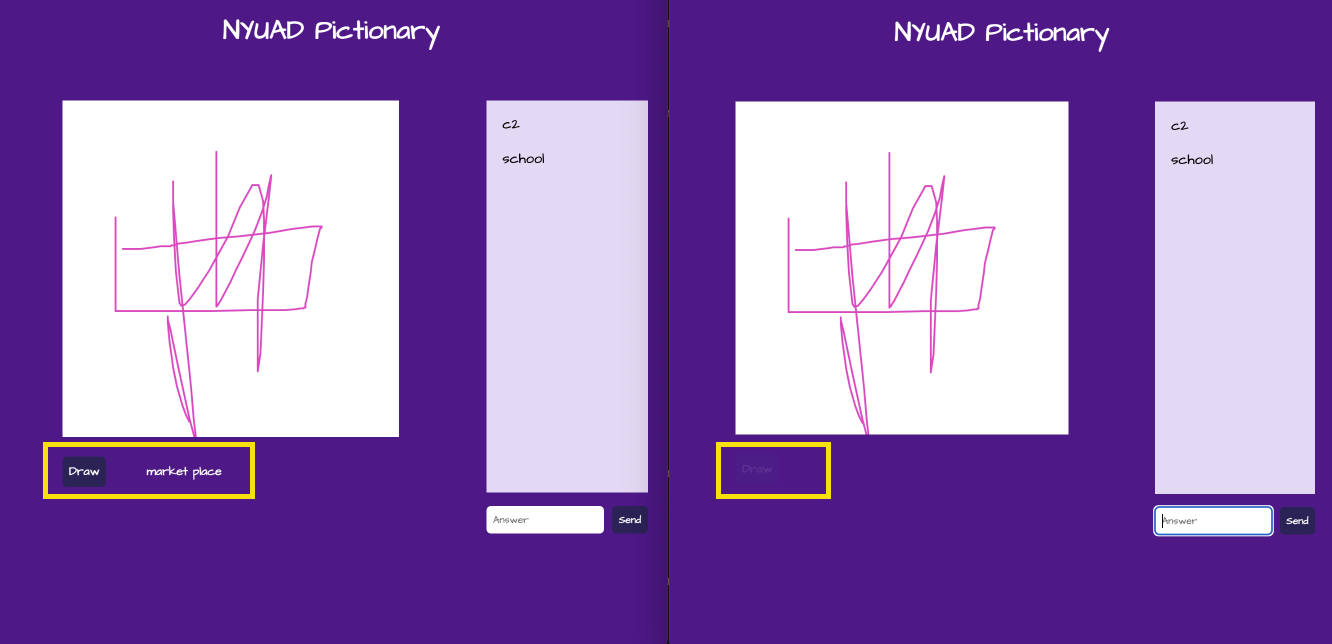 NYUAD Pictionary
c2
school
Draw market place
Answer Send
NYUAD Pictionary
c2
school
Draw
Answer Send